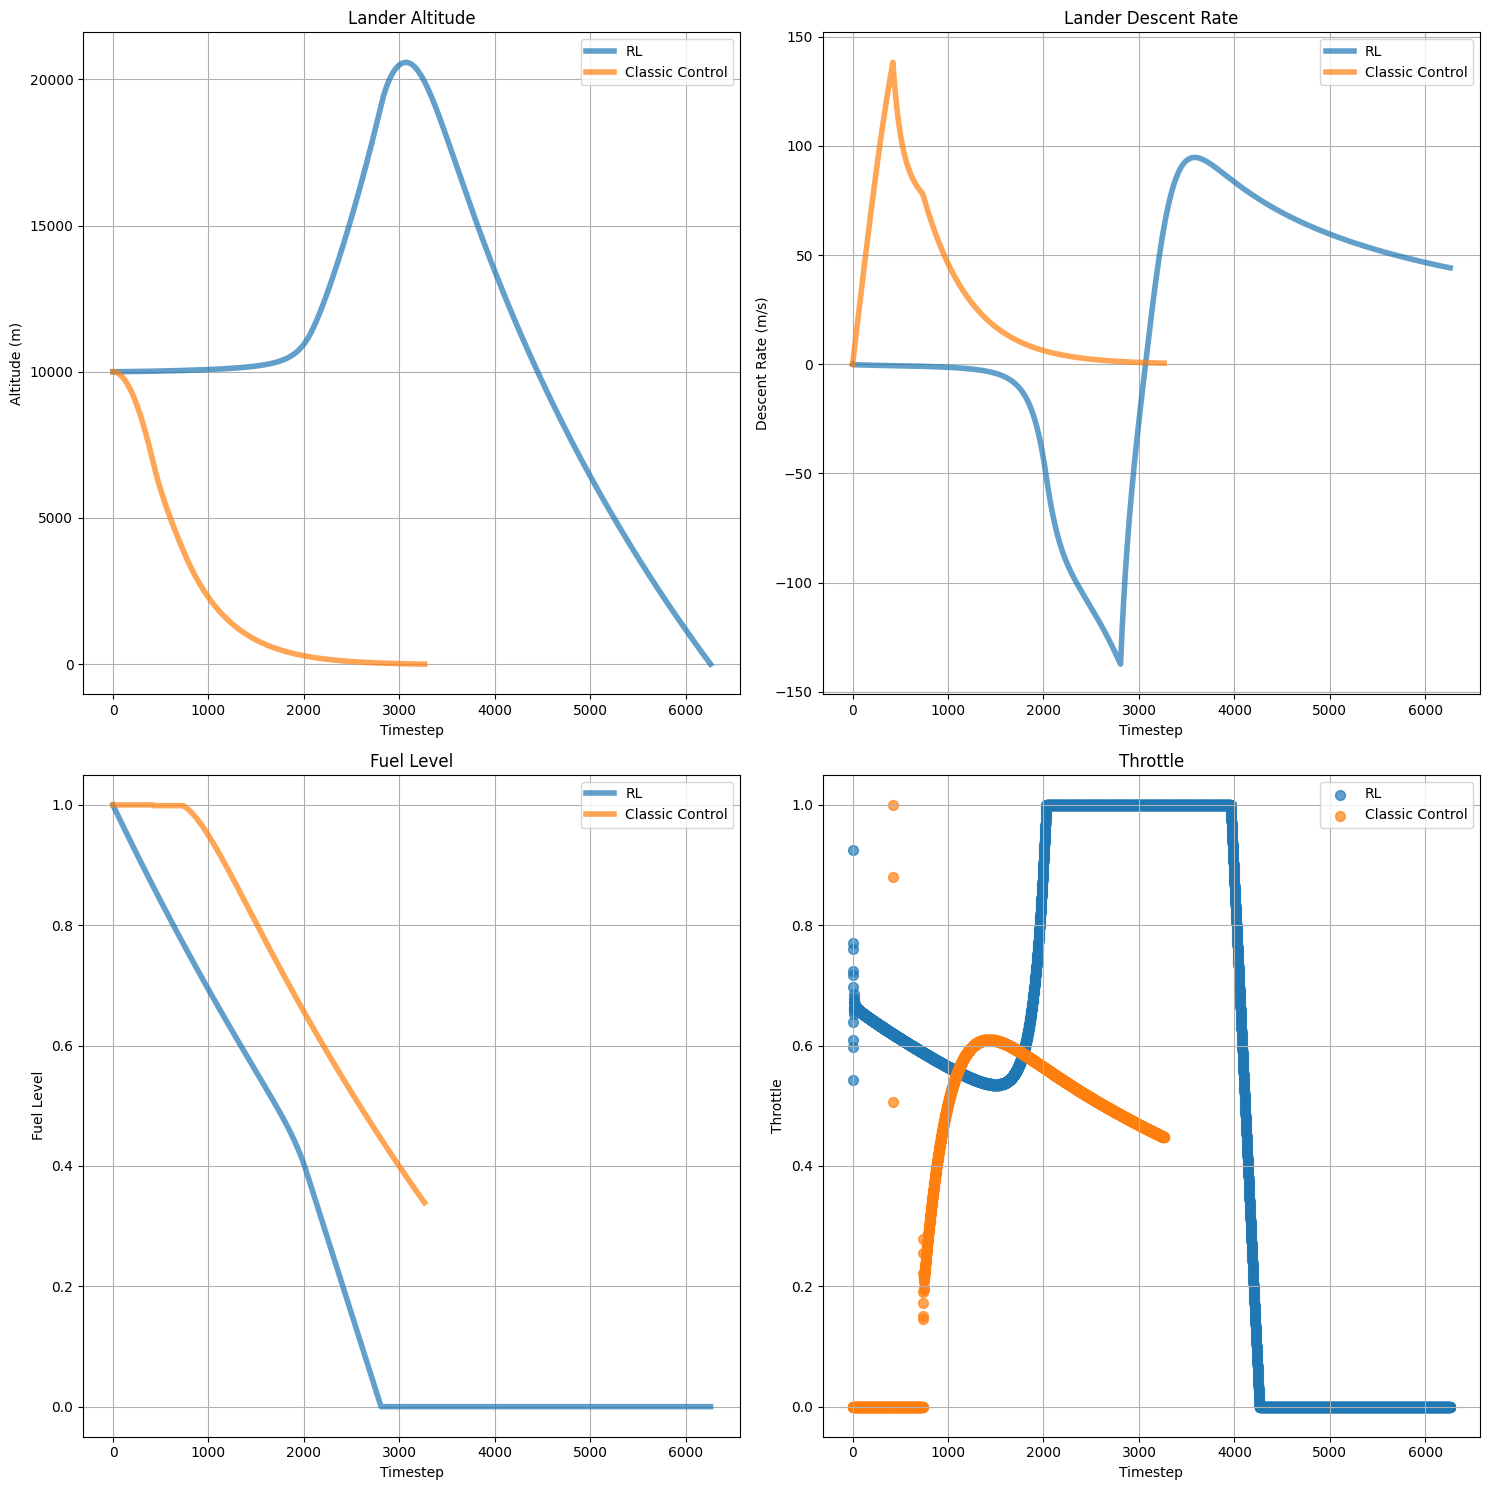 Lander Altitude
RL
Classic Control
20000
15000
10000
5000
0
Altitude (m)
0 1000 2000 3000 4000 5000 6000
Timestep
Lander Descent Rate
RL
Classic Control
150
100
50
0
−50
−100
−150
Descent Rate (m/s)
0 1000 2000 3000 4000 5000 6000
Timestep
Fuel Level
RL
Classic Control
1.0
0.8
0.6
0.4
0.2
0.0
Fuel Level
0 1000 2000 3000 4000 5000 6000
Timestep
Throttle
RL
Classic Control
1.0
0.8
0.6
0.4
0.2
0.0
Throttle
0 1000 2000 3000 4000 5000 6000
Timestep